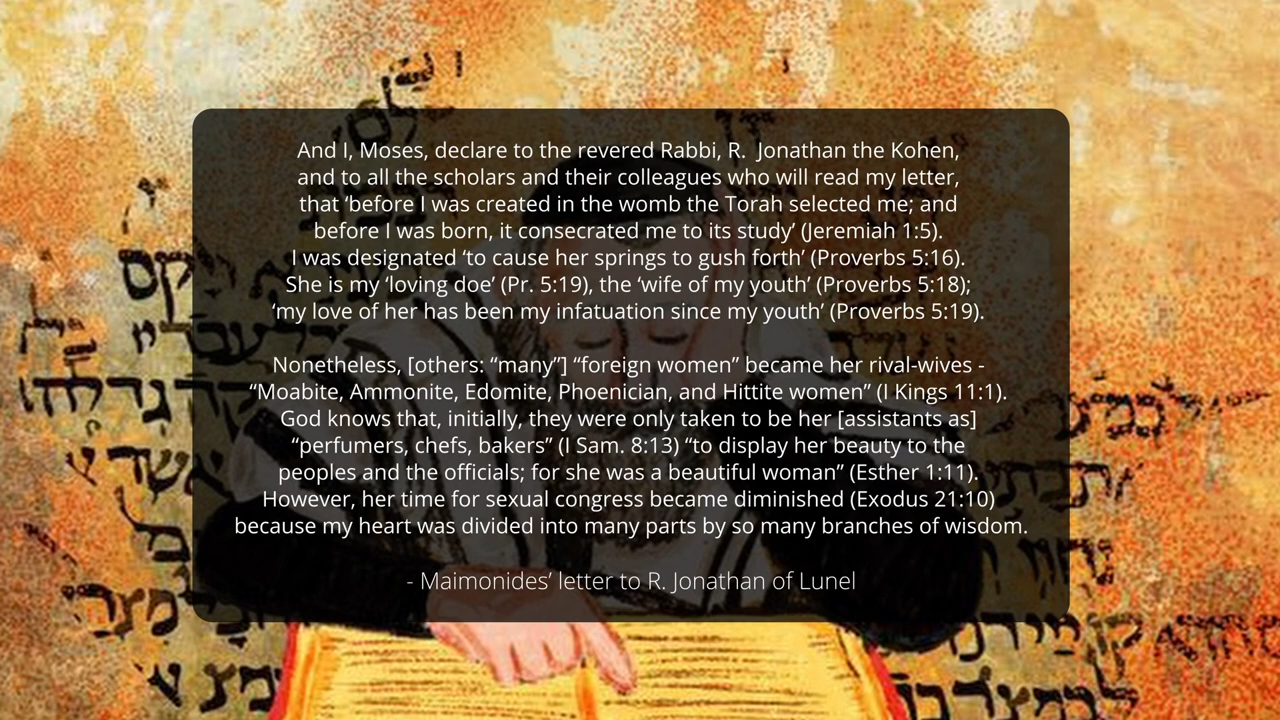 And I, Moses, declare to the revered Rabbi, R.  Jonathan the Kohen,
and to all the scholars and their colleagues who will read my letter,
that ‘before I was created in the womb the Torah selected me; and
before I was born, it consecrated me to its study’ (Jeremiah 1:5).
I was designated ‘to cause her springs to gush forth’ (Proverbs 5:16).
She is my ‘loving doe’ (Pr. 5:19), the ‘wife of my youth’ (Proverbs 5:18);
‘my love of her has been my infatuation since my youth’ (Proverbs 5:19).
Nonetheless, [others: “many”] “foreign women” became her rival-wives -
“Moabite, Ammonite, Edomite, Phoenician, and Hittite women” (I Kings 11:1).
God knows that, initially, they were only taken to be her [assistants as]
“perfumers, chefs, bakers” (I Sam. 8:13) “to display her beauty to the
peoples and the officials; for she was a beautiful woman” (Esther 1:11).
However, her time for sexual congress became diminished (Exodus 21:10)
because my heart was divided into many parts by so many branches of wisdom.
- Maimonides’ letter to R. Jonathan of Lunel